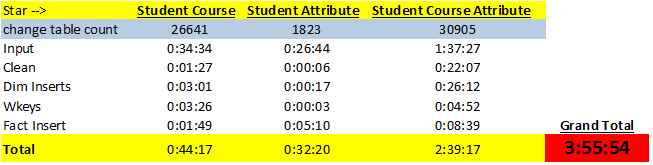 Star --> Student Course Student Attribute Student Course Attribute
change table count 26641 1823 30905
Input 0:34:34 0:26:44 1:37:27
Clean 0:01:27 0:00:06 0:22:07
Dim Inserts 0:03:01 0:00:17 0:26:12
Wkeys 0:03:26 0:00:03 0:04:52
Fact Insert 0:01:49 0:05:10 0:08:39 Grand Total
Total 0:44:17 0:32:20 2:39:17 3:55:54